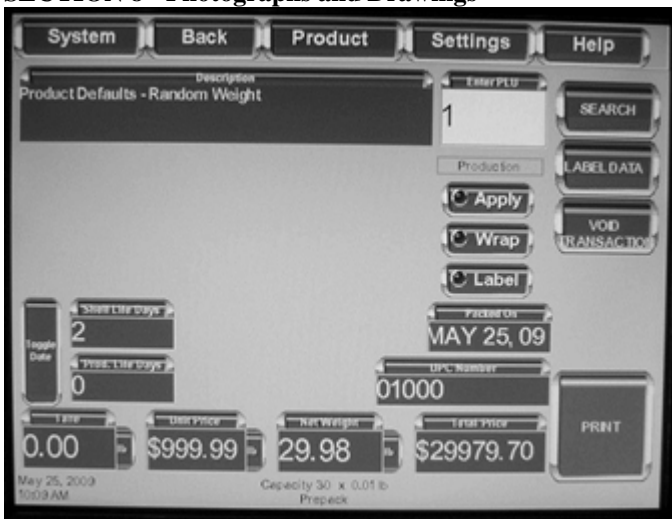 SECTION 6 - Photographs and Drawings
System Back Product Settings Help
Description
Product Defaults - Random Weight
Enter PLU
1
SEARCH
Production
LABEL DATA
Apply
VOID TRANSACTION
Wrap
Label
Toggle Date
Shelf Life Days
2
Packed On
MAY 25, 09
Prod. Life Days
0
UPC Number
01000
Tare
0.00
lb
Unit Price
$999.99
lb
Net Weight
29.98
lb
Total Price
$29979.70
PRINT
May 25, 2009
10:09 AM
Capacity 30 x 0.01 lb
Prepack